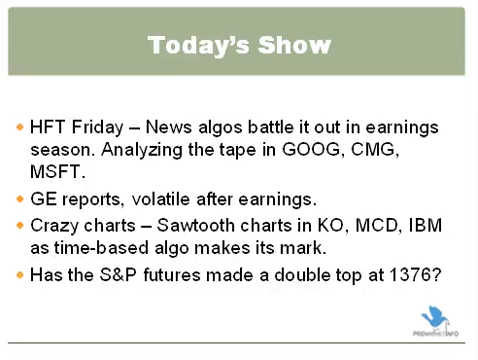 Today's Show
HFT Friday – News algos battle it out in earnings
season. Analyzing the tape in GOOG, CMG,
MSFT.
GE reports, volatile after earnings.
Crazy charts – Sawtooth charts in KO, MCD, IBM
as time-based algo makes its mark.
Has the S&P futures made a double top at 1376?
PREMARKETINFO